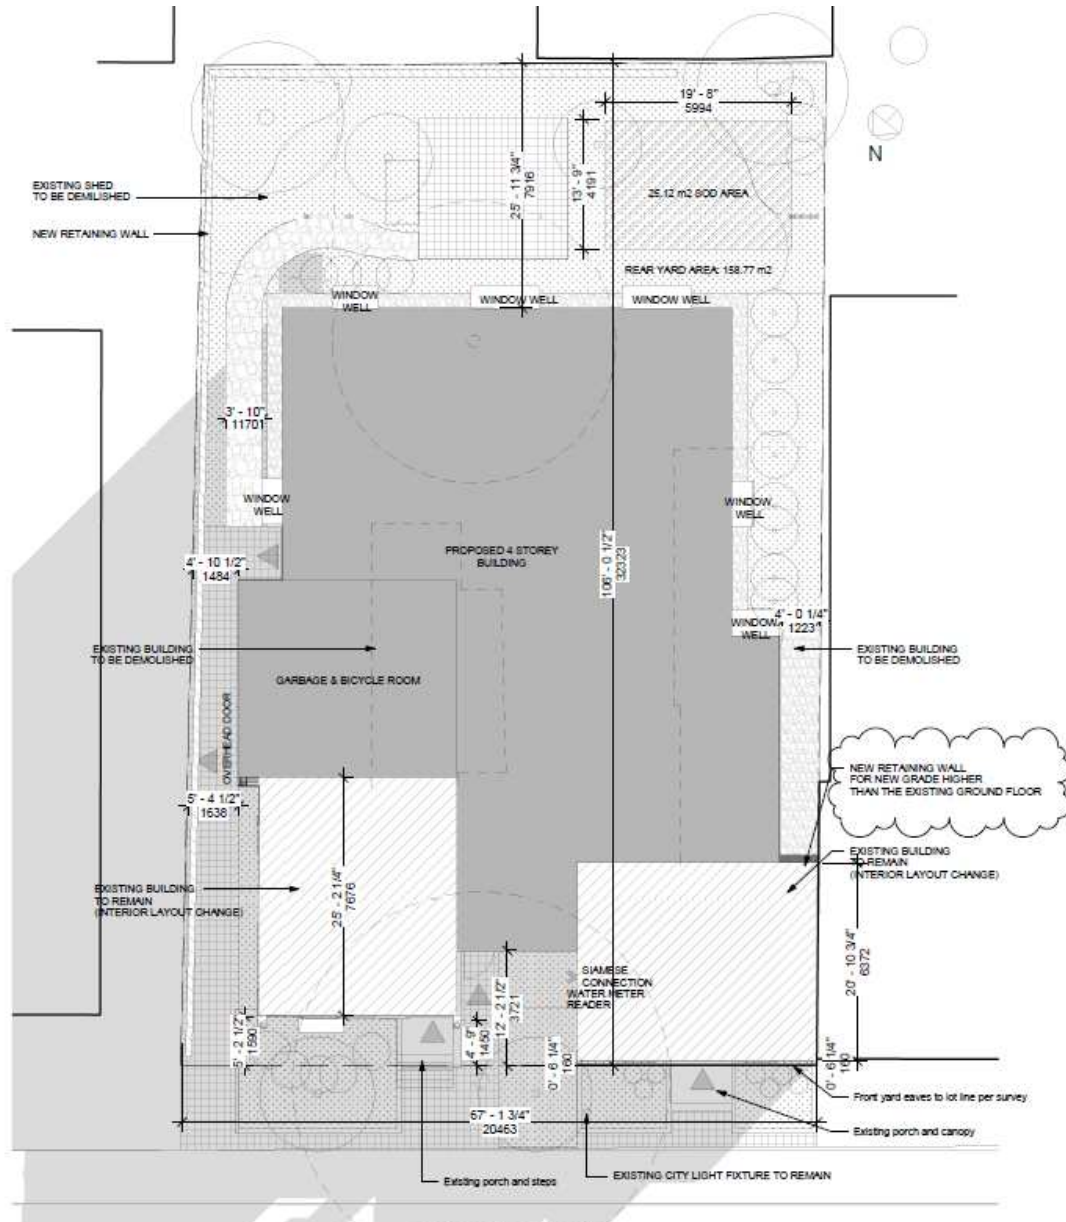 19' - 8"
5994
N
25' - 11 3/4"
7916
13' - 9"
4191
25.12 m2 SOD AREA
EXISTING SHED
TO BE DEMILISHED
NEW RETAINING WALL
REAR YARD AREA: 158.77 m2
WINDOW
WELL
WINDOW WELL
WINDOW WELL
3' - 10"
11701
WINDOW
WELL
WINDOW
WELL
PROPOSED 4 STOREY
BUILDING
106' - 0 1/2"
32323
4' - 10 1/2"
1484
WINDOW
WELL
4' - 0 1/4"
1223
EXISTING BUILDING
TO BE DEMOLISHED
EXISTING BUILDING
TO BE DEMOLISHED
GARBAGE & BICYCLE ROOM
OVERHEAD DOOR
NEW RETAINING WALL
FOR NEW GRADE HIGHER
THAN THE EXISTING GROUND FLOOR
5' - 4 1/2"
1638
EXISTING BUILDING
TO REMAIN
(INTERIOR LAYOUT CHANGE)
EXISTING BUILDING
TO REMAIN
(INTERIOR LAYOUT CHANGE)
25' - 2 1/4"
7676
20' - 10 3/4"
6372
SIAMESE
CONNECTION
WATER METER
READER
12' - 2 1/2"
3721
5' - 2 1/2"
1590
4' - 9"
1450
0' - 6 1/4"
160
0' - 6 1/4"
160
Front yard eaves to lot line per survey
67' - 1 3/4"
20463
Existing porch and canopy
Existing porch and steps
EXISTING CITY LIGHT FIXTURE TO REMAIN